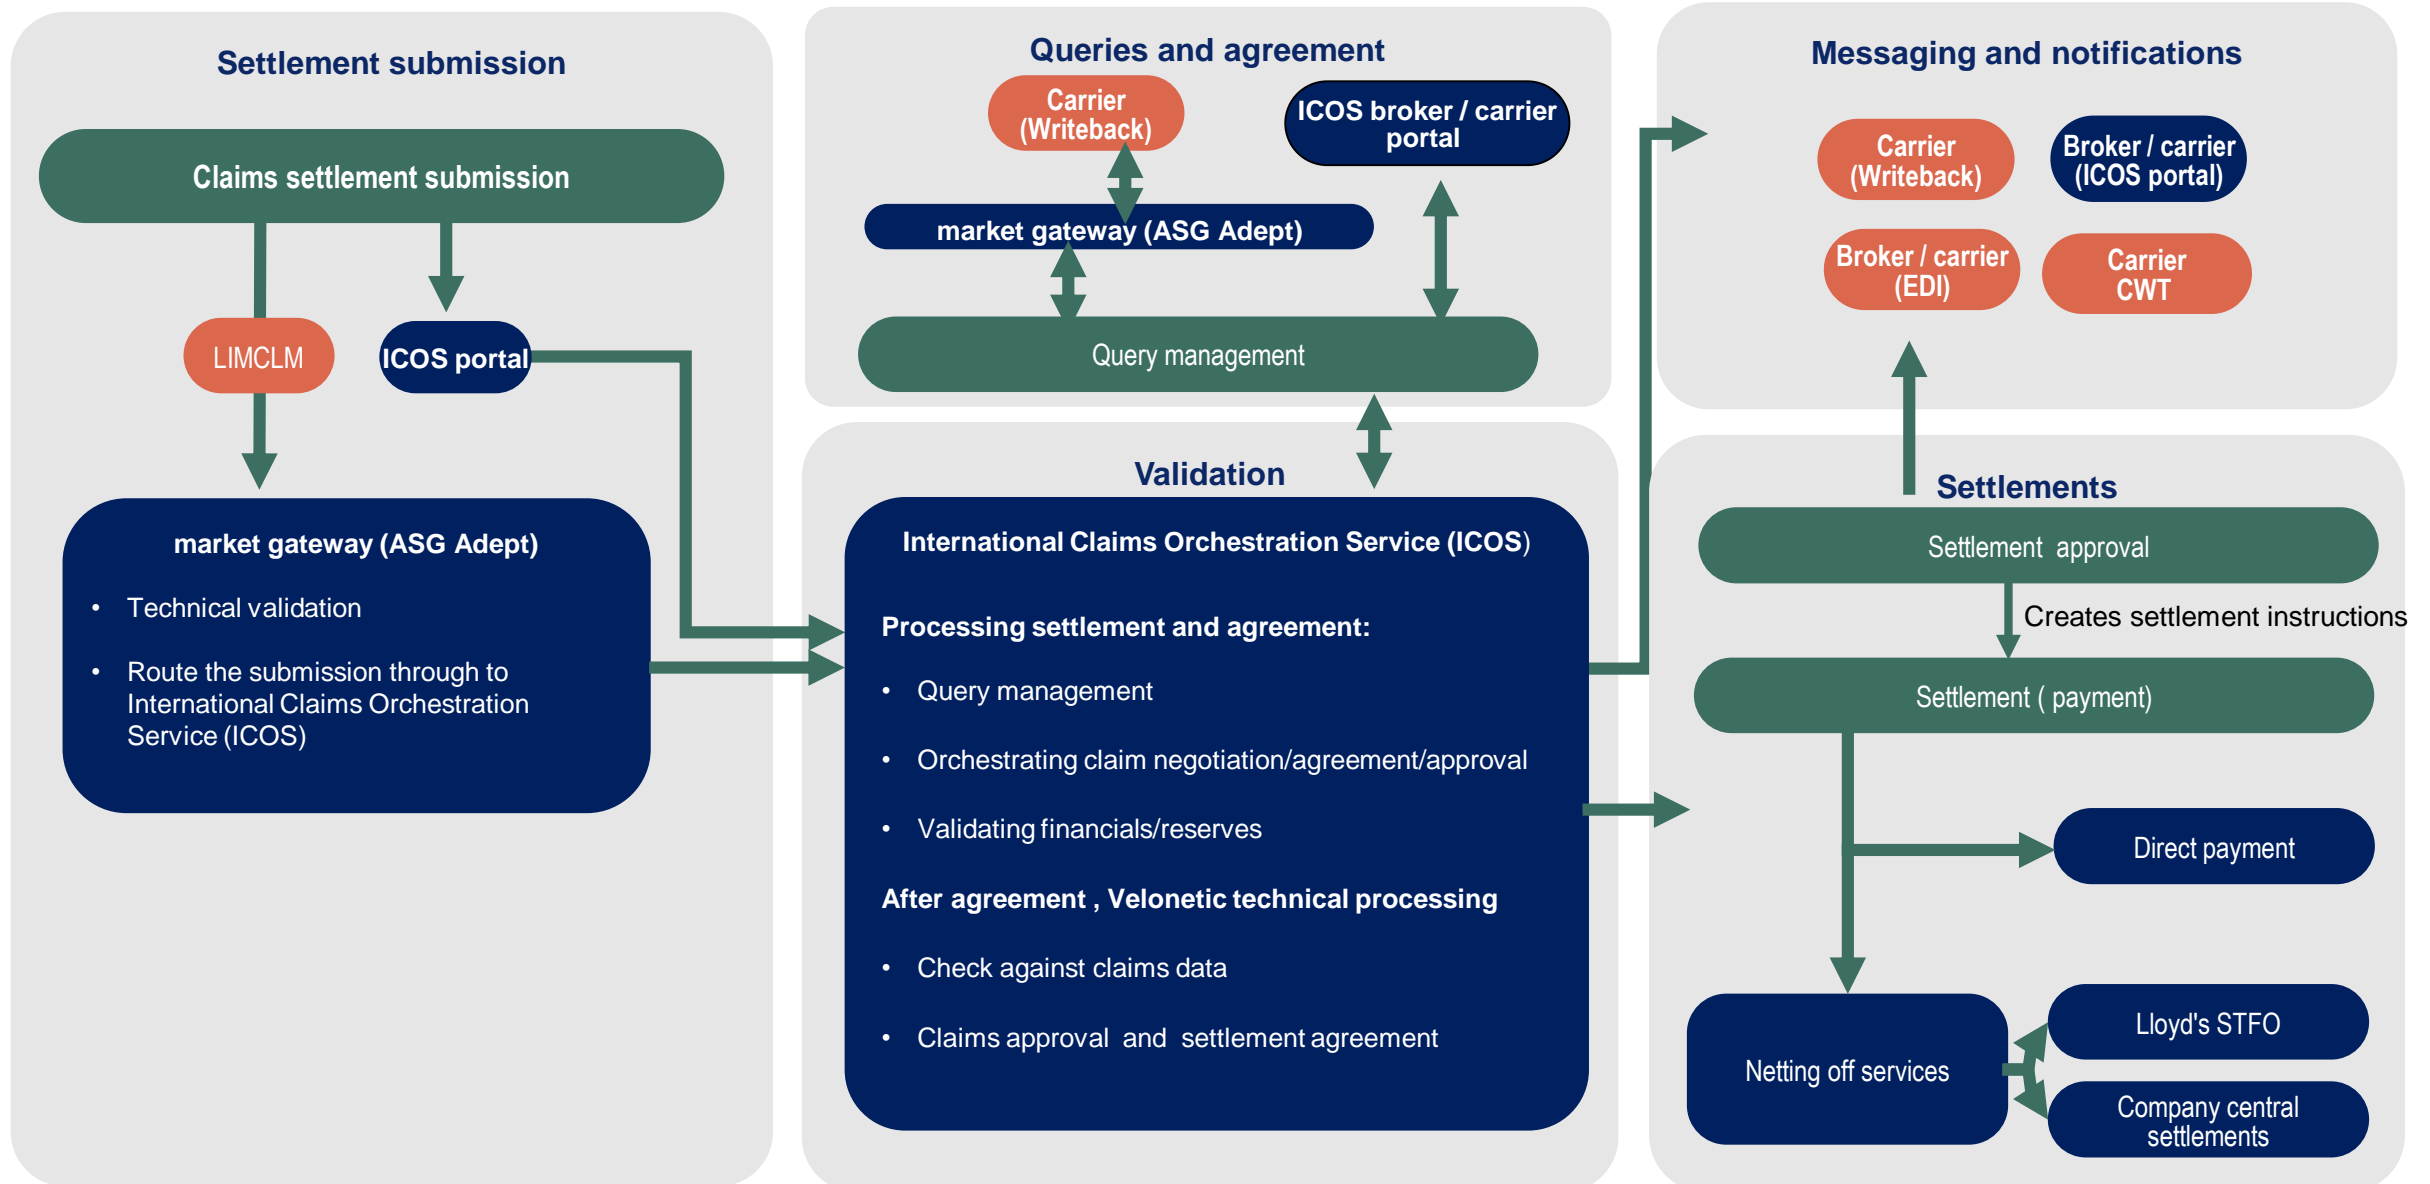 Settlement submission
Claims settlement submission
LIMCLM
ICOS portal
market gateway (ASG Adept)
• Technical validation
• Route the submission through to
International Claims Orchestration
Service (ICOS)
Queries and agreement
Carrier
(Writeback)
ICOS broker / carrier
portal
market gateway (ASG Adept)
Query management
Validation
International Claims Orchestration Service (ICOS)
Processing settlement and agreement:
• Query management
• Orchestrating claim negotiation/agreement/approval
• Validating financials/reserves
After agreement , Velonetic technical processing
• Check against claims data
• Claims approval and settlement agreement
Messaging and notifications
Carrier
(Writeback)
Broker / carrier
(ICOS portal)
Broker / carrier
(EDI)
Carrier
CWT
Settlements
Settlement approval
Creates settlement instructions
Settlement ( payment)
Direct payment
Netting off services
Lloyd's STFO
Company central
settlements